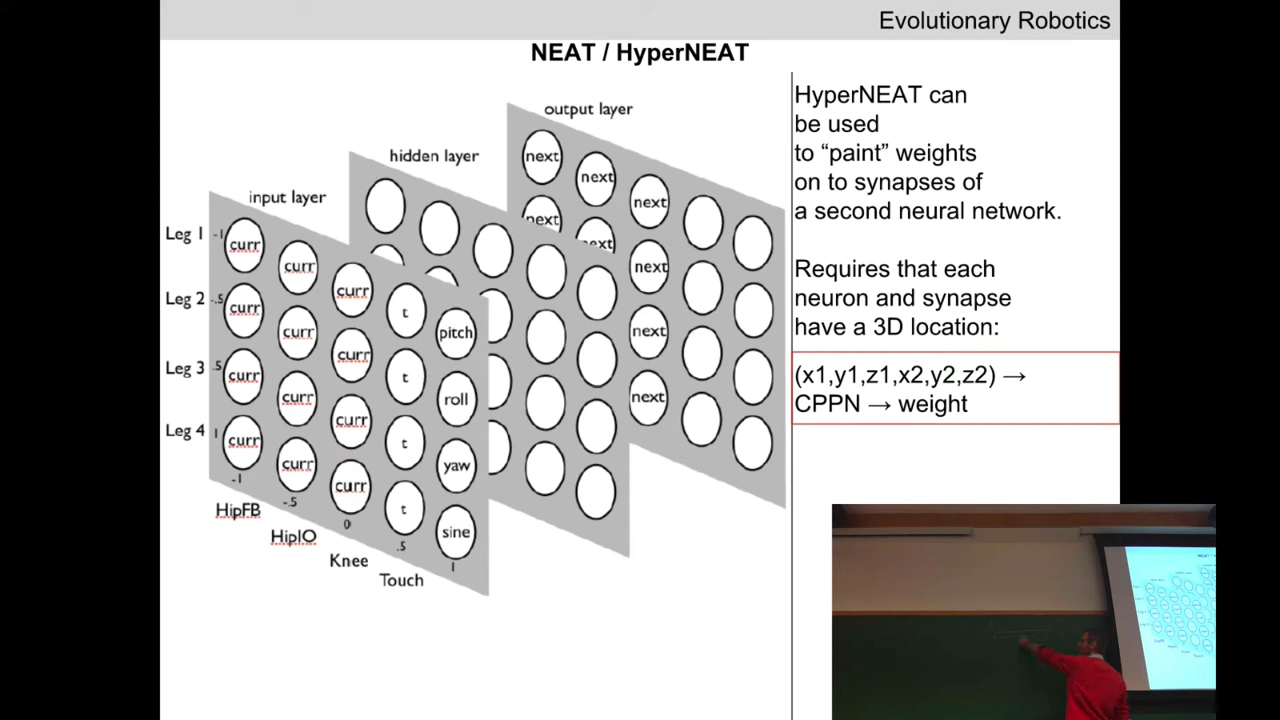 Evolutionary Robotics
NEAT / HyperNEAT
output layer
hidden layer
input layer
next
next
next
next
next
next
next
next
Leg 1
Leg 2
Leg 3
Leg 4
-1
-.5
.5
1
curr
curr
curr
t
pitch
curr
curr
curr
t
roll
curr
curr
curr
t
yaw
curr
curr
curr
t
sine
-1
-.5
0
.5
1
HipFB
HipIO
Knee
Touch
HyperNEAT can
be used
to “paint” weights
on to synapses of
a second neural network.
Requires that each
neuron and synapse
have a 3D location:
(x1,y1,z1,x2,y2,z2) →
CPPN → weight